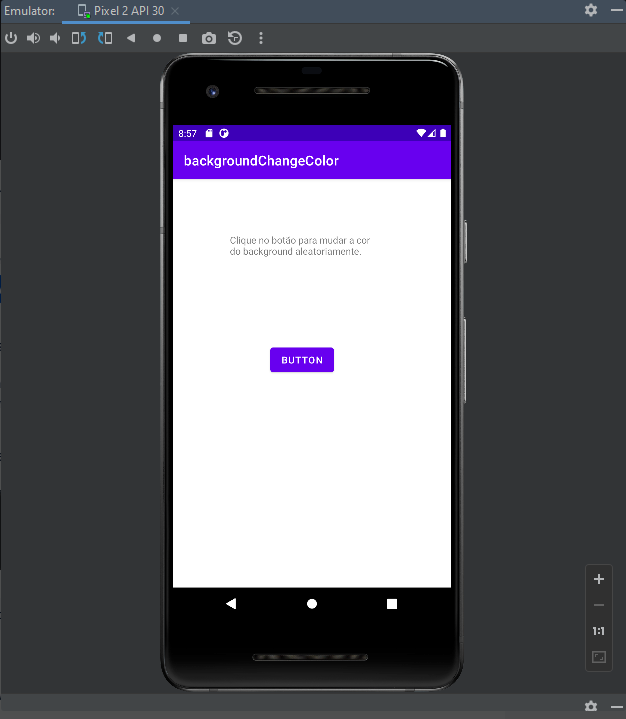 Emulator: Pixel 2 API 30
8:57
backgroundChangeColor
Clique no botão para mudar a cor
do background aleatoriamente.
BUTTON
1:1